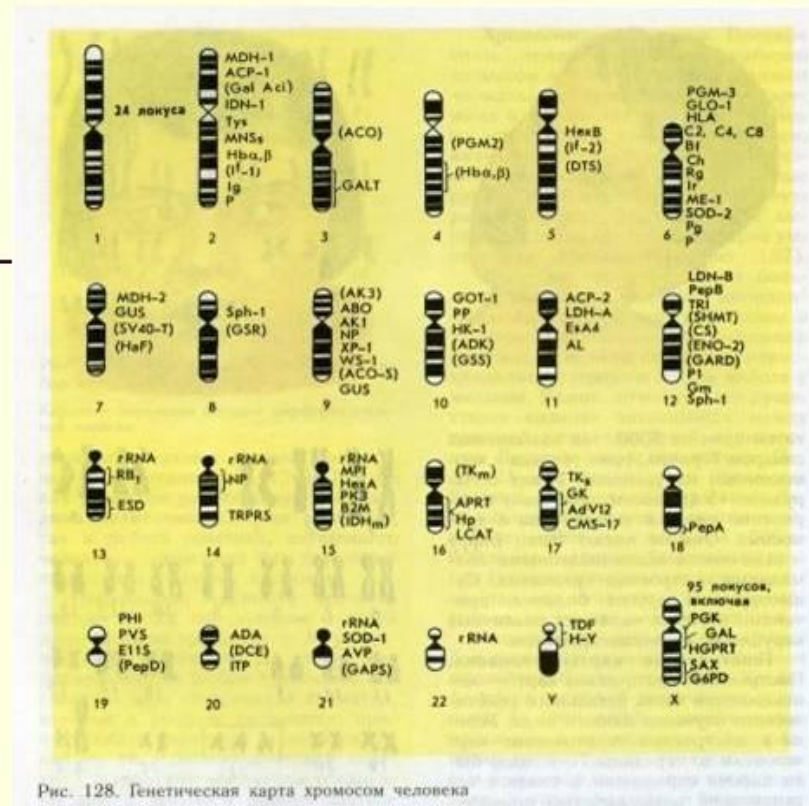 24 локуса
1
MDH-1
ACP-1
(Gal Aci)
IDN-1
Tys
MNSs
Hbα,β
(If-1)
Ig
P
2
(ACO)
GALT
3
(PGM2)
(Hbα,β)
4
HexB
(If-2)
(DTS)
5
PGM-3
GLO-1
HLA
C2, C4, C8
Bf
Ch
Rg
Ir
ME-1
SOD-2
Pg
P
6
MDH-2
GUS
(SV40-T)
(HaF)
7
Sph-1
(GSR)
8
(AK3)
ABO
AK1
NP
XP-1
WS-1
(ACO-S)
GUS
9
GOT-1
PP
HK-1
(ADK)
(GSS)
10
ACP-2
LDH-A
EsA4
AL
11
LDN-B
PepB
TRI
(SHMT)
(CS)
(ENO-2)
(GARD)
P1
Gm
Sph-1
12
rRNA
RB1
ESD
13
rRNA
NP
TRPRS
14
rRNA
MPI
HexA
PK3
B2M
(IDHm)
15
(TKm)
APRT
Hp
LCAT
16
TKs
GK
AdV12
CMS-17
17
PepA
18
PHI
PVS
E11S
(PepD)
19
ADA
(DCE)
ITP
20
rRNA
SOD-1
AVP
(GAPS)
21
rRNA
22
TDF
H-Y
Y
95 локусов,
включая
PGK
GAL
HGPRT
SAX
G6PD
X
Рис. 128. Генетическая карта хромосом человека